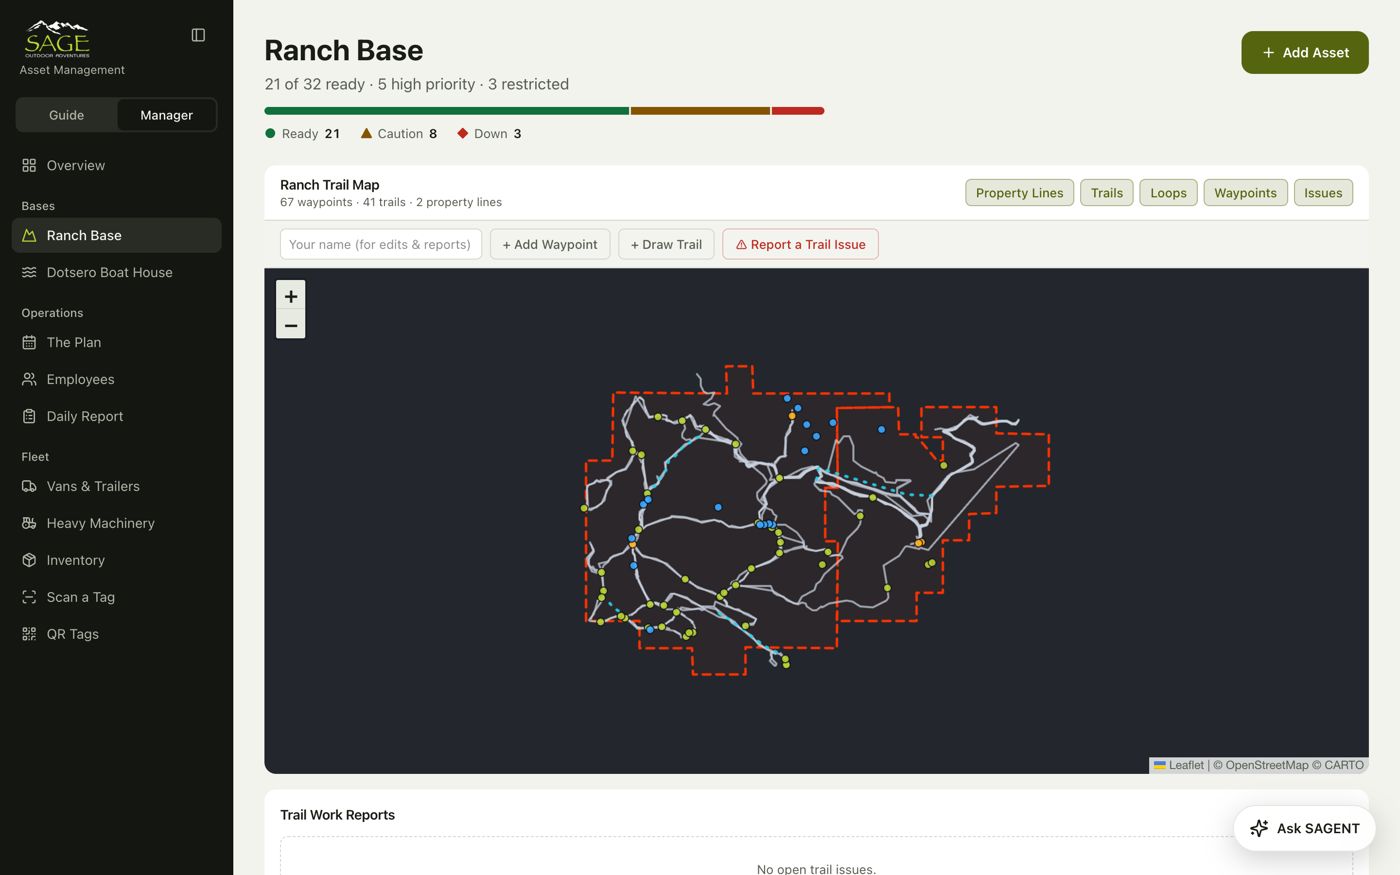 SAGE
OUTDOOR ADVENTURES
Asset Management
Guide
Manager
Overview
Bases
Ranch Base
Dotsero Boat House
Operations
The Plan
Employees
Daily Report
Fleet
Vans & Trailers
Heavy Machinery
Inventory
Scan a Tag
QR Tags
Ranch Base
+ Add Asset
21 of 32 ready · 5 high priority · 3 restricted
Ready 21
Caution 8
Down 3
Ranch Trail Map
67 waypoints · 41 trails · 2 property lines
Property Lines
Trails
Loops
Waypoints
Issues
Your name (for edits & reports)
+ Add Waypoint
+ Draw Trail
Report a Trail Issue
+
−
Leaflet | © OpenStreetMap © CARTO
Trail Work Reports
Ask SAGENT
No open trail issues.